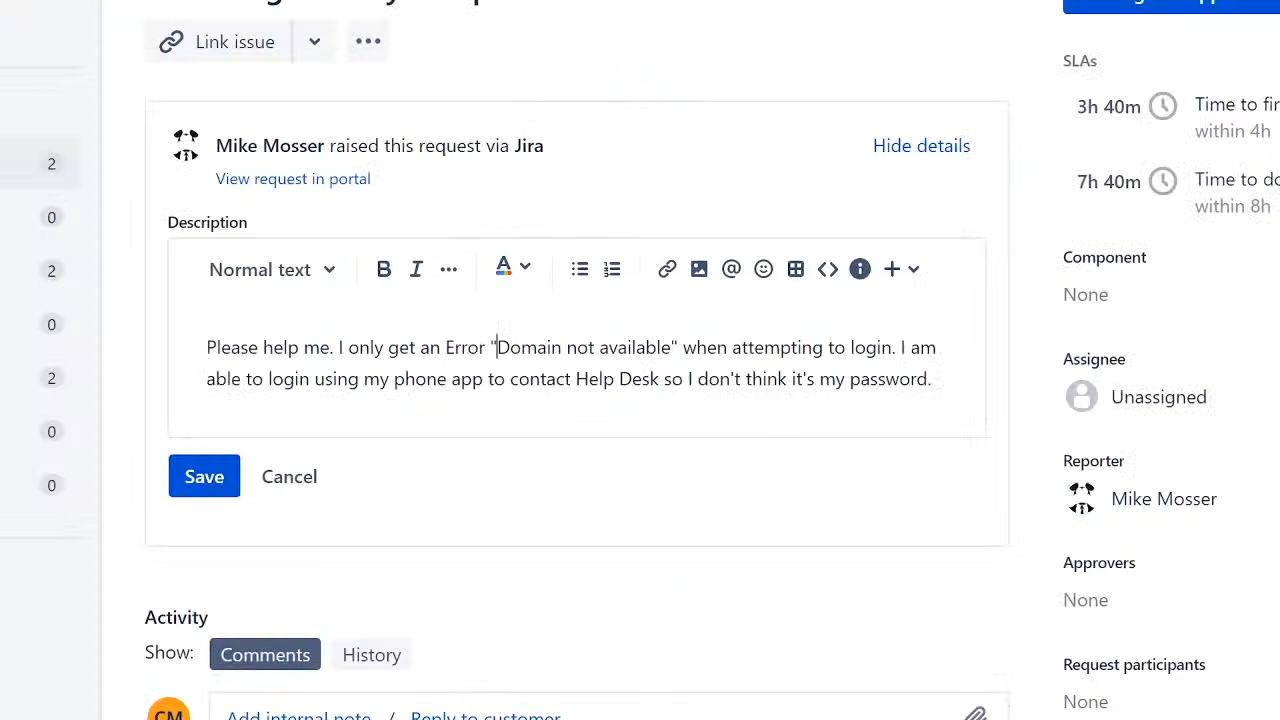 Link issue
SLAs
3h 40m Time to
within 4h
Mike Mosser raised this request via Jira
Hide details
View request in portal
7h 40m Time to
within 8h
2
0
2
0
2
0
0
Description
Normal text
Please help me. I only get an Error "Domain not available" when attempting to login. I am
able to login using my phone app to contact Help Desk so I don't think it's my password.
Save Cancel
Component
None
Assignee
Unassigned
Reporter
Mike Mosser
Approvers
None
Activity
Show: Comments History
Request participants
None
CM
Add internal note / Reply to customer